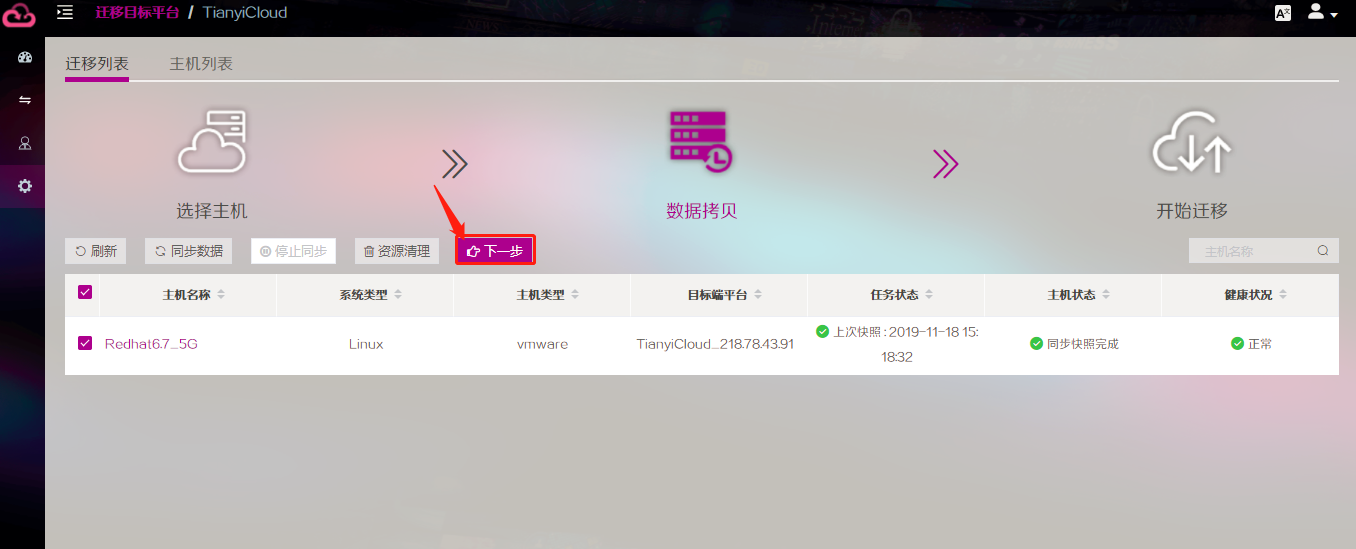 迁移目标平台 / TianyiCloud
迁移列表 主机列表
选择主机 数据拷贝 开始迁移
刷新 同步数据 停止同步 资源清理 下一步 主机名称
主机名称 系统类型 主机类型 目标端平台 任务状态 主机状态 健康状况
Redhat6.7_5G Linux vmware TianyiCloud_218.78.43.91 上次快照 : 2019-11-18 15:18:32 同步快照完成 正常